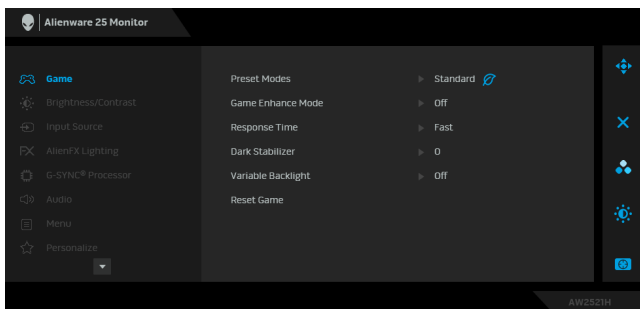 Alienware 25 Monitor
Game
Preset Modes Standard
Brightness/Contrast
Game Enhance Mode Off
Input Source
Response Time Fast
FX AlienFX Lighting
Dark Stabilizer 0
G-SYNC® Processor
Variable Backlight Off
Audio
Reset Game
Menu
Personalize
AW2521H